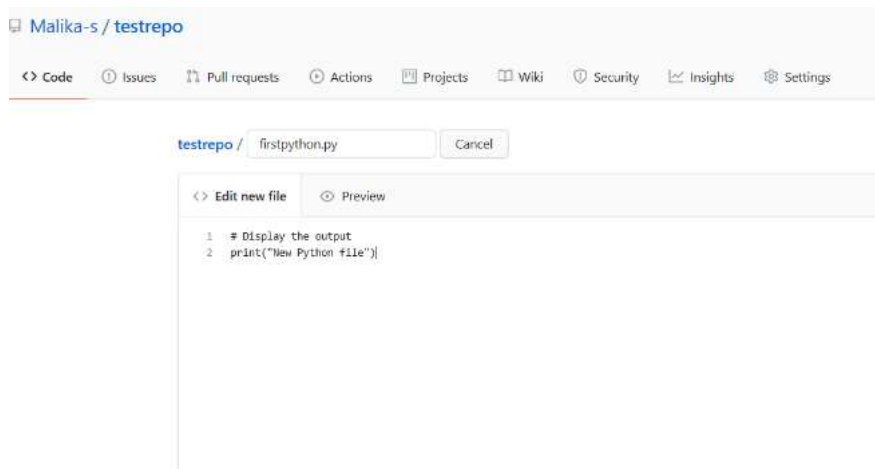 Malika-s / testrepo
<> Code Issues Pull requests Actions Projects Wiki Security Insights Settings
testrepo / firstpython.py Cancel
<> Edit new file Preview
1 # Display the output
2 print("New Python file")